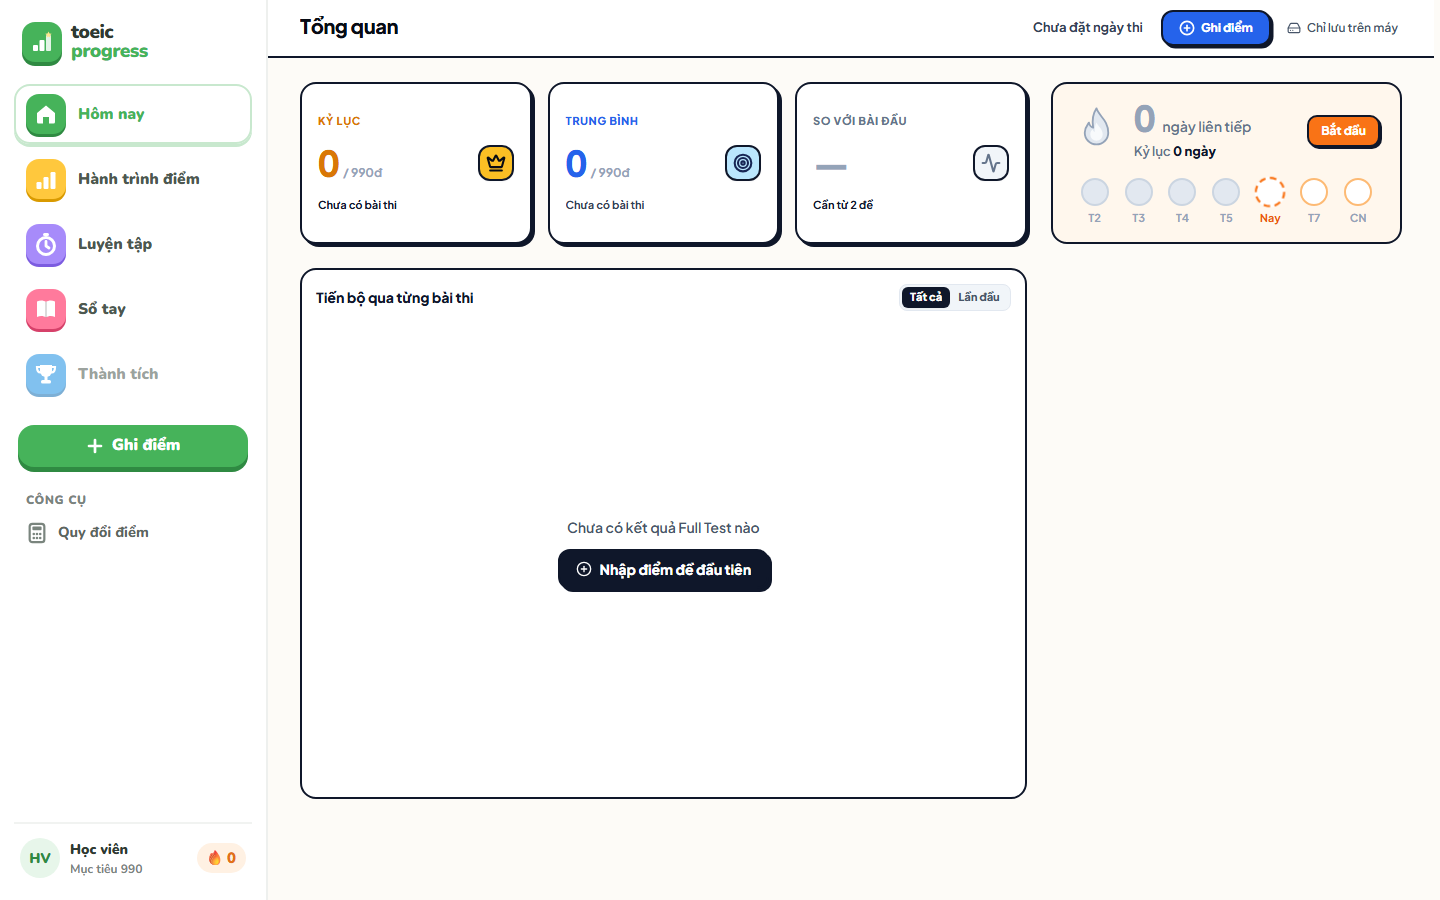 toeic
progress
Hôm nay
Hành trình điểm
Luyện tập
Sổ tay
Thành tích
Ghi điểm
CÔNG CỤ
Quy đổi điểm
HV
Học viên
Mục tiêu 990
0
Tổng quan
Chưa đặt ngày thi
Ghi điểm
Chỉ lưu trên máy
KỶ LỤC
0 / 990đ
Chưa có bài thi
TRUNG BÌNH
0 / 990đ
Chưa có bài thi
SO VỚI BÀI ĐẦU
—
Cần từ 2 đề
0 ngày liên tiếp
Kỷ lục 0 ngày
Bắt đầu
T2 T3 T4 T5 Nay T7 CN
Tiến bộ qua từng bài thi
Tất cả
Lần đầu
Chưa có kết quả Full Test nào
Nhập điểm đề đầu tiên